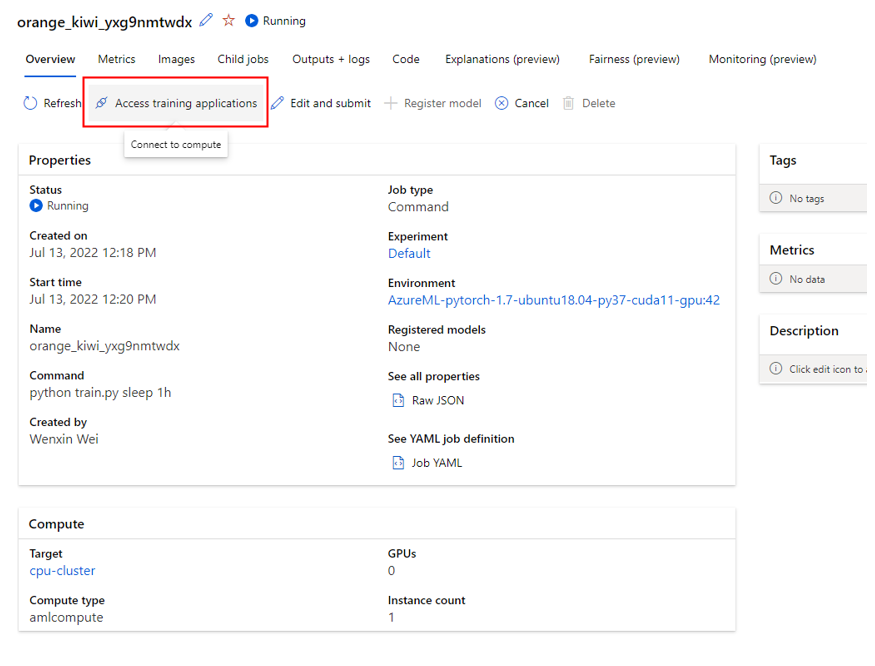 orange_kiwi_yxg9nmtwdx Running
Overview Metrics Images Child jobs Outputs + logs Code Explanations (preview) Fairness (preview) Monitoring (preview)
Refresh Access training applications Edit and submit Register model Cancel Delete
Connect to compute
Properties
Status
Running
Created on
Jul 13, 2022 12:18 PM
Start time
Jul 13, 2022 12:20 PM
Name
orange_kiwi_yxg9nmtwdx
Command
python train.py sleep 1h
Created by
Wenxin Wei
Job type
Command
Experiment
Default
Environment
AzureML-pytorch-1.7-ubuntu18.04-py37-cuda11-gpu:42
Registered models
None
See all properties
Raw JSON
See YAML job definition
Job YAML
Tags
No tags
Metrics
No data
Description
Click edit icon to
Compute
Target
cpu-cluster
Compute type
amlcompute
GPUs
0
Instance count
1